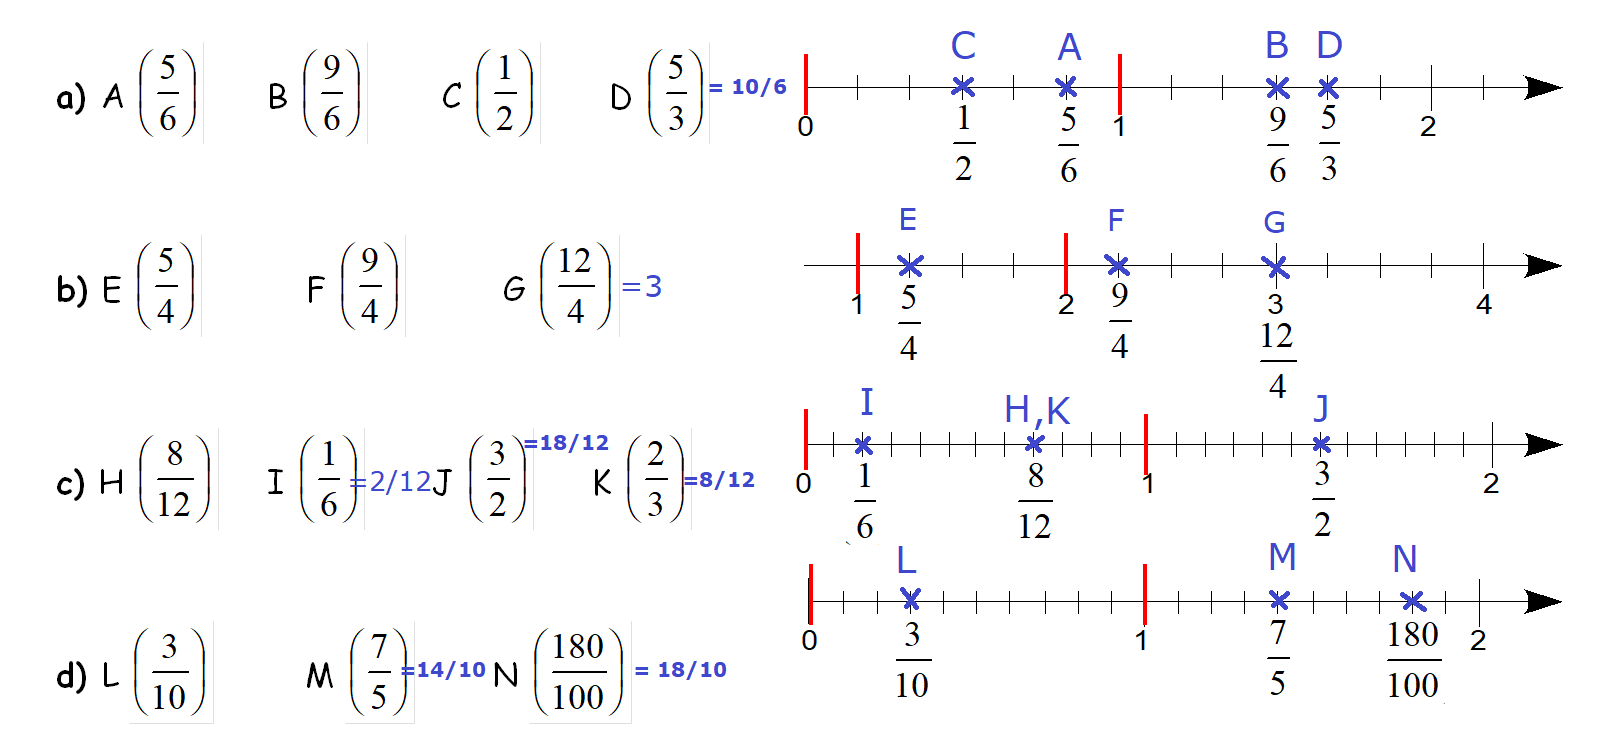 a) A (5/6) B (9/6) C (1/2) D (5/3) = 10/6
C A B D
0 1/2 5/6 1 9/6 5/3 2
b) E (5/4) F (9/4) G (12/4) =3
E F G
1 5/4 2 9/4 3 12/4 4
c) H (8/12) I (1/6) =2/12 J (3/2) =18/12 K (2/3) =8/12
I H,K J
0 1/6 8/12 1 3/2 2
d) L (3/10) M (7/5) =14/10 N (180/100) = 18/10
L M N
0 3/10 1 7/5 180/100 2